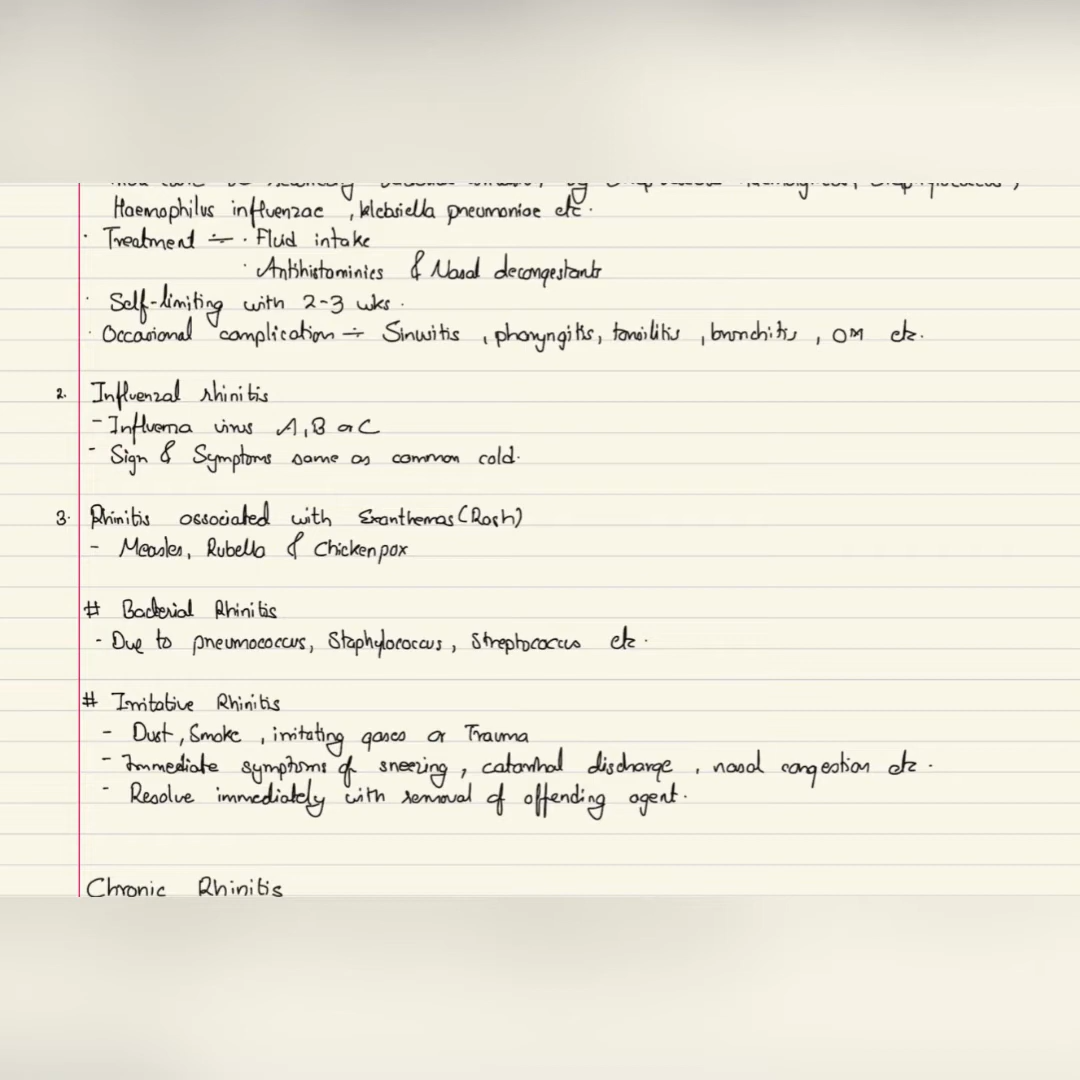 Haemophilus influenzae, klebsiella pneumoniae etc.
· Treatment :- · Fluid intake
· Antihistaminics & Nasal decongestants
· Self-limiting with 2-3 wks.
· Occasional complication :- Sinusitis, pharyngitis, tonsilitis, bronchitis, OM etc.
2. Influenzal rhinitis
- Influenza virus A, B or C
- Sign & Symptoms same as common cold.
3. Rhinitis associated with Exanthemas (Rash)
- Measles, Rubella & Chickenpox
# Bacterial Rhinitis
- Due to pneumococcus, Staphylococcus, Streptococcus etc.
# Irritative Rhinitis
- Dust, Smoke, irritating gases or Trauma
- Immediate symptoms of sneezing, catarrhal discharge, nasal congestion etc.
- Resolve immediately with removal of offending agent.
Chronic Rhinitis